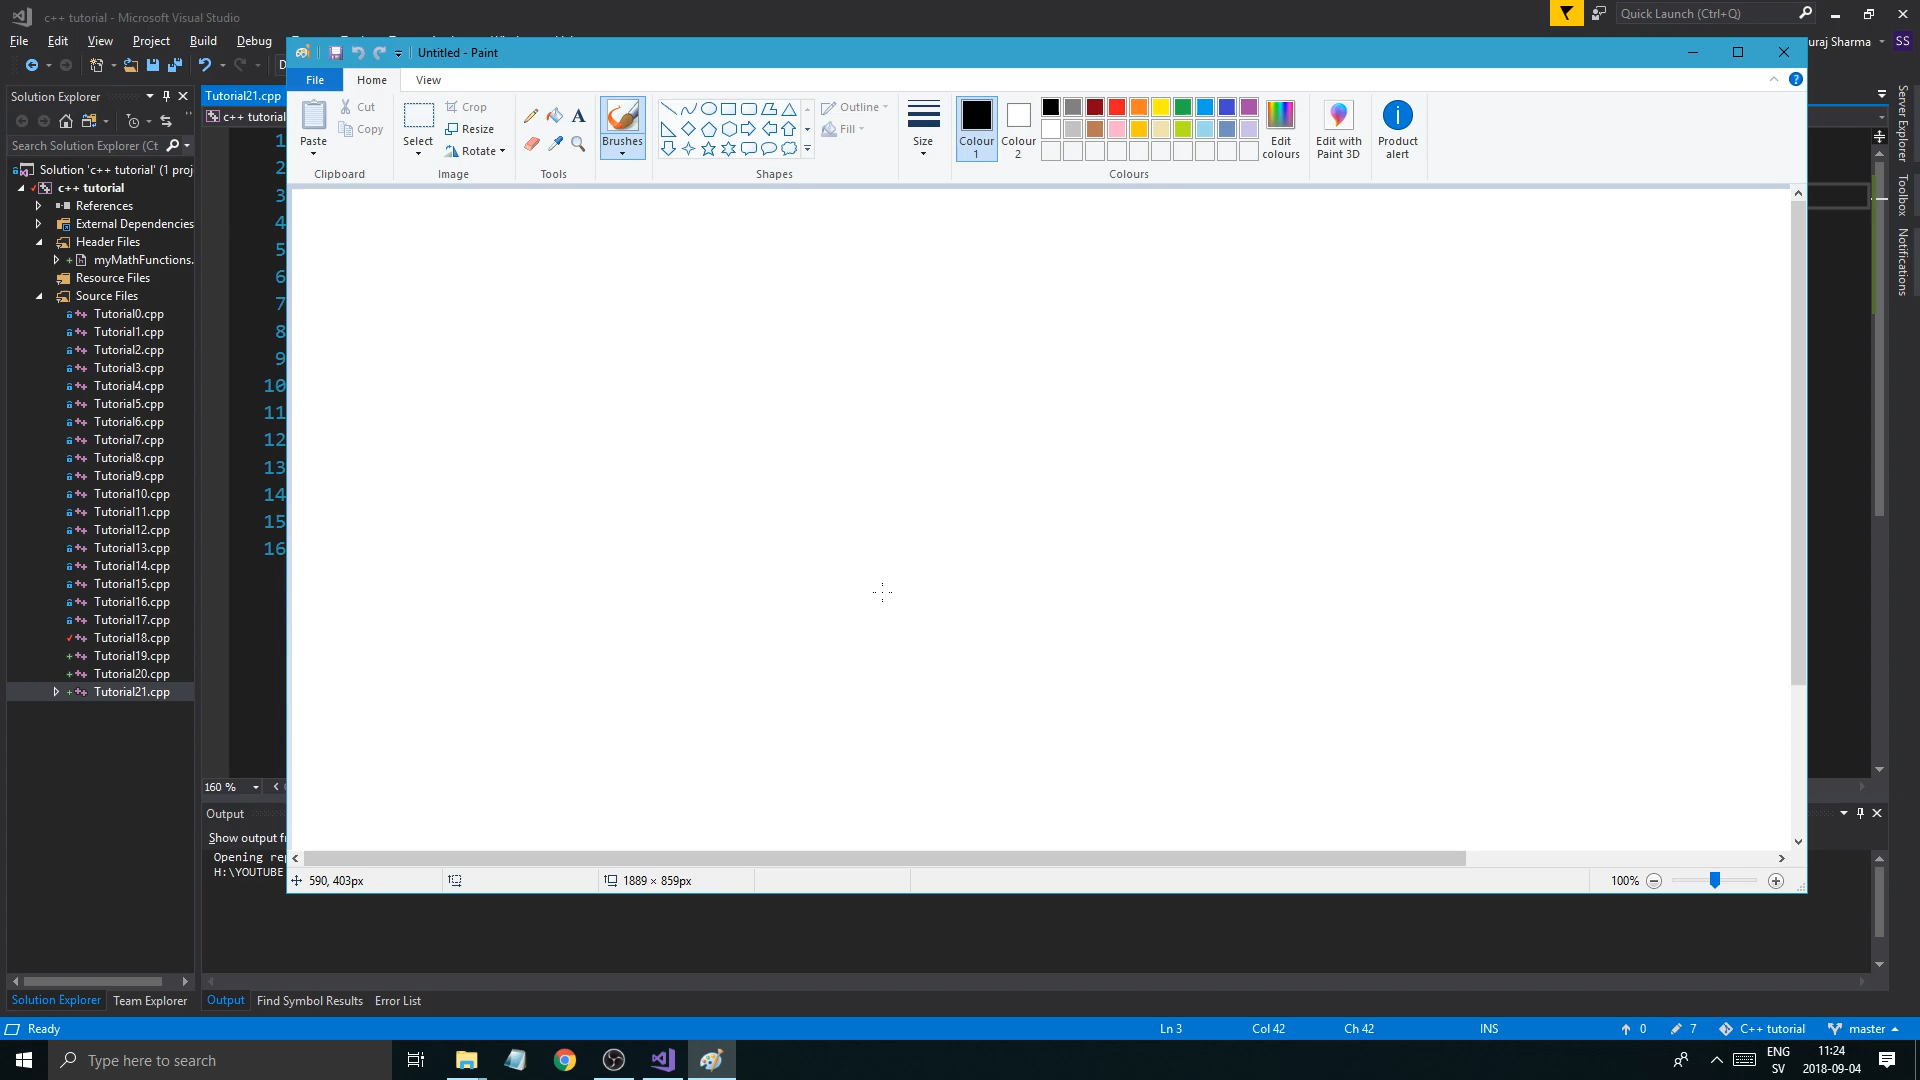 c++ tutorial - Microsoft Visual Studio
Quick Launch (Ctrl+Q)
File Edit View Project Build Debug
uraj Sharma
SS
Untitled - Paint
File Home View
Solution Explorer
Tutorial21.cpp
c++ tutorial
Search Solution Explorer (Ct
Solution 'c++ tutorial' (1 proj
c++ tutorial
References
External Dependencies
Header Files
myMathFunctions.
Resource Files
Source Files
Tutorial0.cpp
Tutorial1.cpp
Tutorial2.cpp
Tutorial3.cpp
Tutorial4.cpp
Tutorial5.cpp
Tutorial6.cpp
Tutorial7.cpp
Tutorial8.cpp
Tutorial9.cpp
Tutorial10.cpp
Tutorial11.cpp
Tutorial12.cpp
Tutorial13.cpp
Tutorial14.cpp
Tutorial15.cpp
Tutorial16.cpp
Tutorial17.cpp
Tutorial18.cpp
Tutorial19.cpp
Tutorial20.cpp
Tutorial21.cpp
1
2
3
4
5
6
7
8
9
10
11
12
13
14
15
16
Paste
Cut
Copy
Clipboard
Select
Crop
Resize
Rotate
Image
A
Tools
Brushes
Shapes
Outline
Fill
Size
Colour
1
Colour
2
Edit
colours
Colours
Edit with
Paint 3D
Product
alert
Server Explorer
Toolbox
Notifications
590, 403px
1889 × 859px
100%
160 %
Output
Show output f
Opening rep
H:\YOUTUBE
Solution Explorer Team Explorer
Output Find Symbol Results Error List
Ready
Ln 3 Col 42 Ch 42 INS
0 7 C++ tutorial master
Type here to search
ENG
SV
11:24
2018-09-04